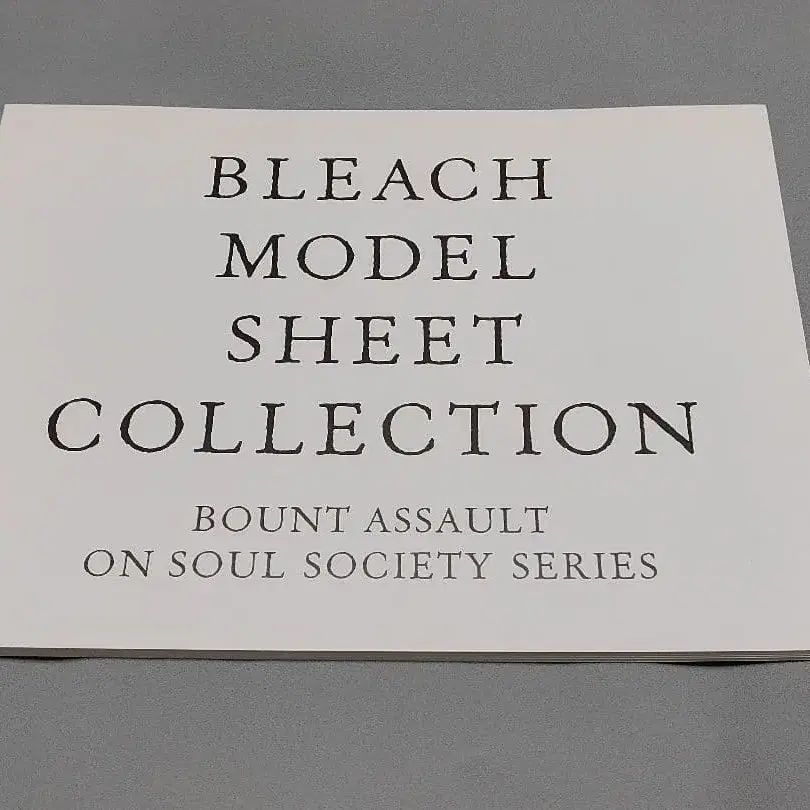 BLEACH
MODEL
SHEET
COLLECTION
BOUNT ASSAULT
ON SOUL SOCIETY SERIES